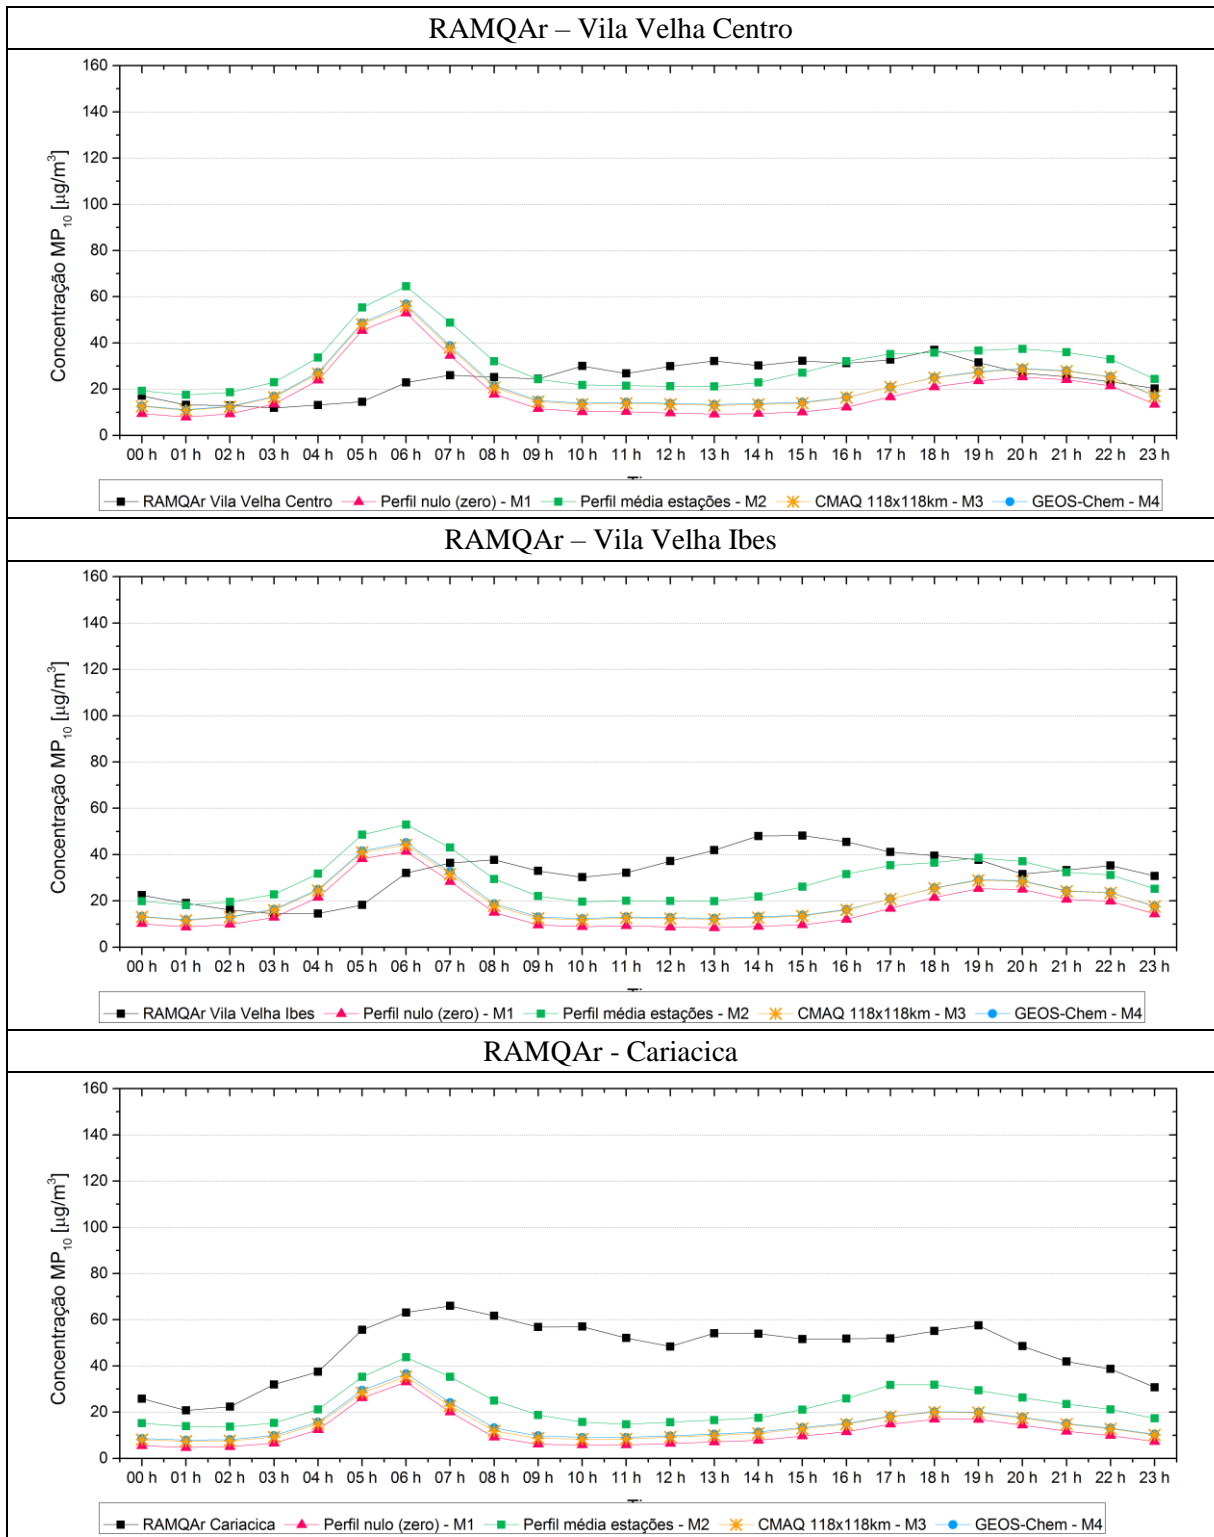 RAMQAr – Vila Velha Centro
160
140
120
100
80
60
40
20
0
Concentração MP10 [µg/m³]
00 h 01 h 02 h 03 h 04 h 05 h 06 h 07 h 08 h 09 h 10 h 11 h 12 h 13 h 14 h 15 h 16 h 17 h 18 h 19 h 20 h 21 h 22 h 23 h
RAMQAr Vila Velha Centro Perfil nulo (zero) - M1 Perfil média estações - M2 CMAQ 118x118km - M3 GEOS-Chem - M4
RAMQAr – Vila Velha Ibes
160
140
120
100
80
60
40
20
0
Concentração MP10 [µg/m³]
00 h 01 h 02 h 03 h 04 h 05 h 06 h 07 h 08 h 09 h 10 h 11 h 12 h 13 h 14 h 15 h 16 h 17 h 18 h 19 h 20 h 21 h 22 h 23 h
RAMQAr Vila Velha Ibes Perfil nulo (zero) - M1 Perfil média estações - M2 CMAQ 118x118km - M3 GEOS-Chem - M4
RAMQAr - Cariacica
160
140
120
100
80
60
40
20
0
Concentração MP10 [µg/m³]
00 h 01 h 02 h 03 h 04 h 05 h 06 h 07 h 08 h 09 h 10 h 11 h 12 h 13 h 14 h 15 h 16 h 17 h 18 h 19 h 20 h 21 h 22 h 23 h
RAMQAr Cariacica Perfil nulo (zero) - M1 Perfil média estações - M2 CMAQ 118x118km - M3 GEOS-Chem - M4